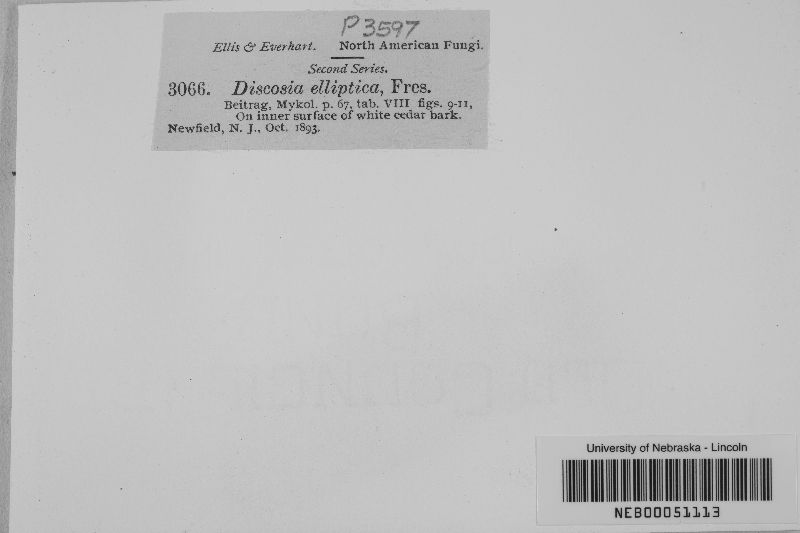 P 3597
Ellis & Everhart. North American Fungi.
Second Series.
3066. Discosia elliptica, Fres.
Beitrag, Mykol. p. 67, tab. VIII figs. 9-11,
On inner surface of white cedar bark.
Newfield, N. J., Oct. 1893.
University of Nebraska - Lincoln
NEB00051113